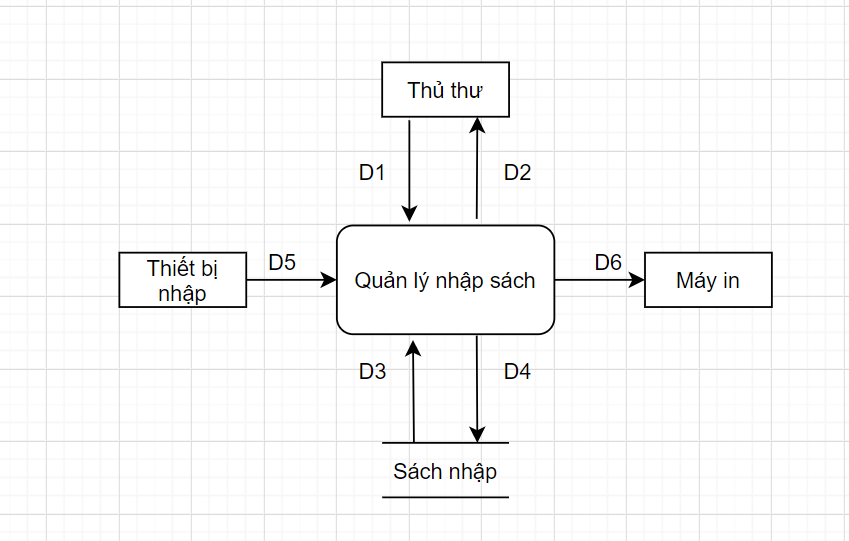 Thủ thư
D1
D2
Thiết bị
nhập
D5
Quản lý nhập sách
D6
Máy in
D3
D4
Sách nhập